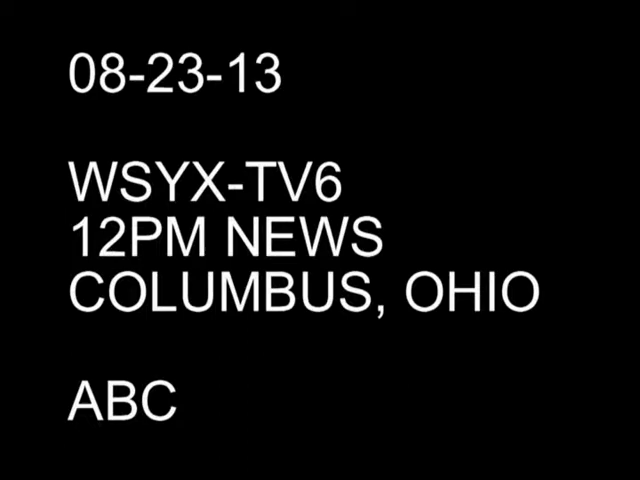 08-23-13
WSYX-TV6
12PM NEWS
COLUMBUS, OHIO
ABC